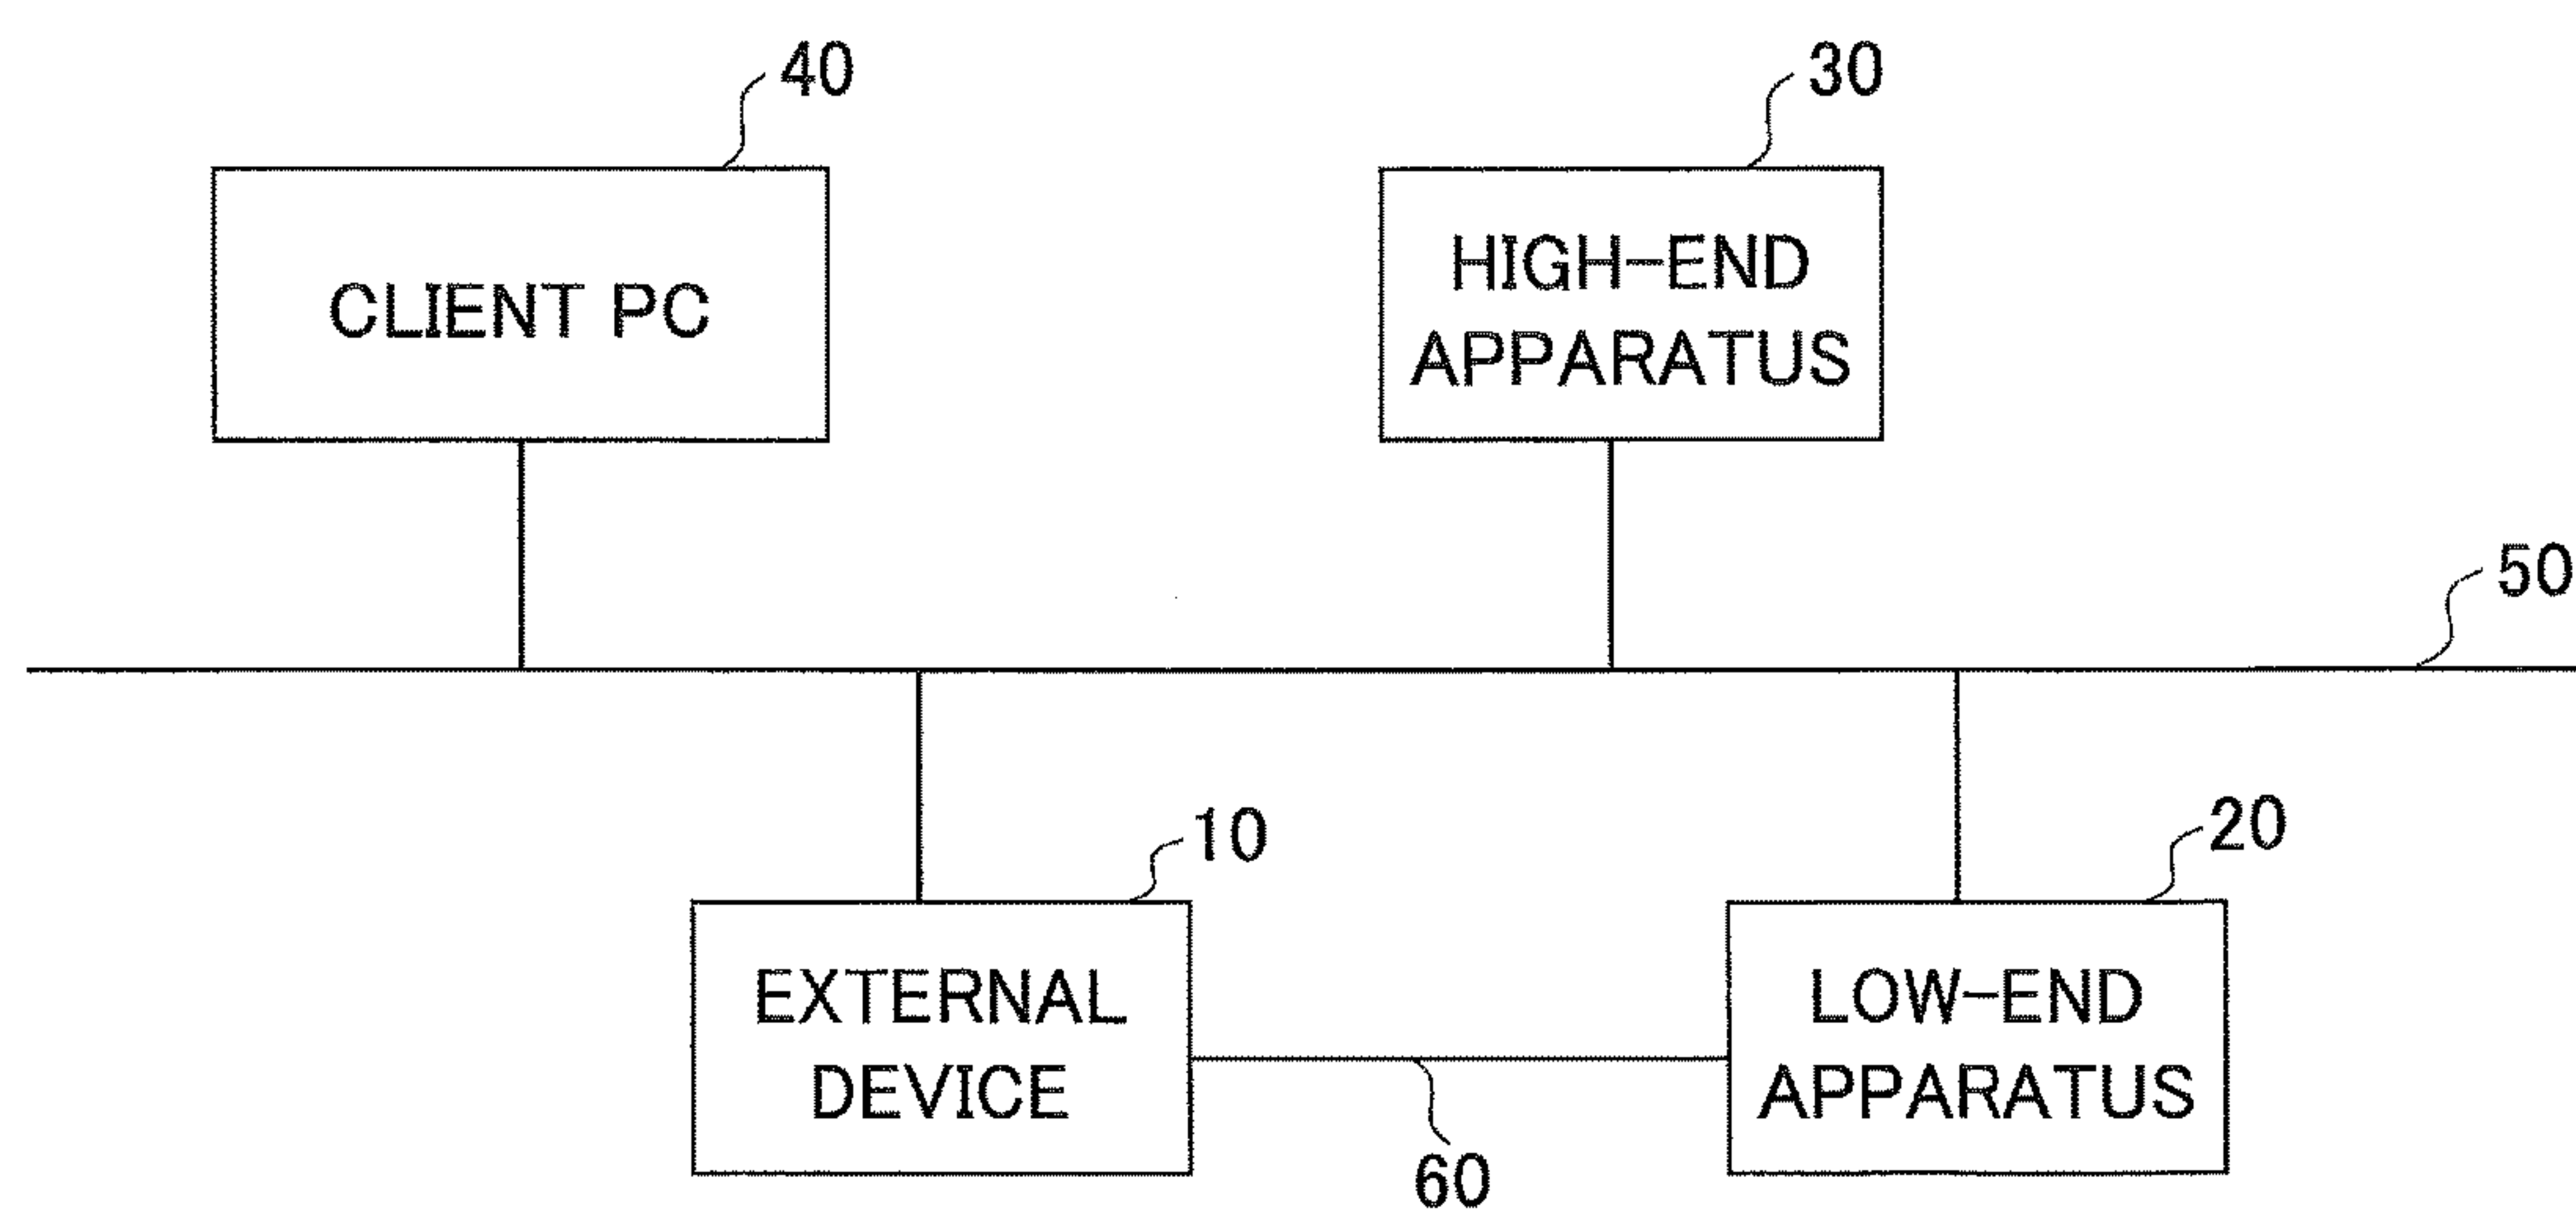 40
30
CLIENT PC
HIGH-END
APPARATUS
50
10
20
EXTERNAL
DEVICE
LOW-END
APPARATUS
60